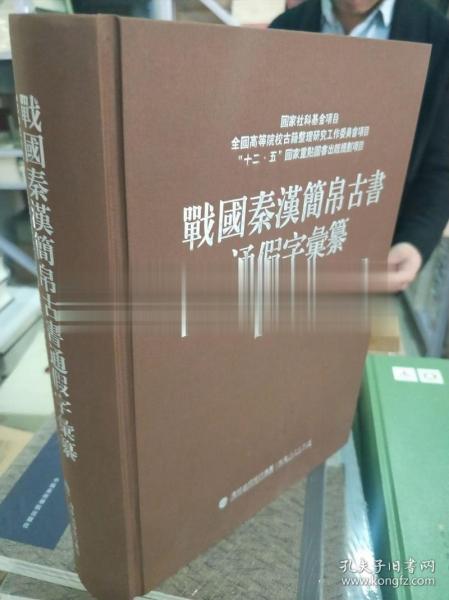 國家社科基金項目
全國高等院校古籍整理研究工作委員會項目
"十二·五"國家重點圖書出版規劃項目
戰國秦漢簡帛古書
通假字彙纂
戰國秦漢簡帛古書通假字彙纂
孔夫子旧书网
kongfz.com